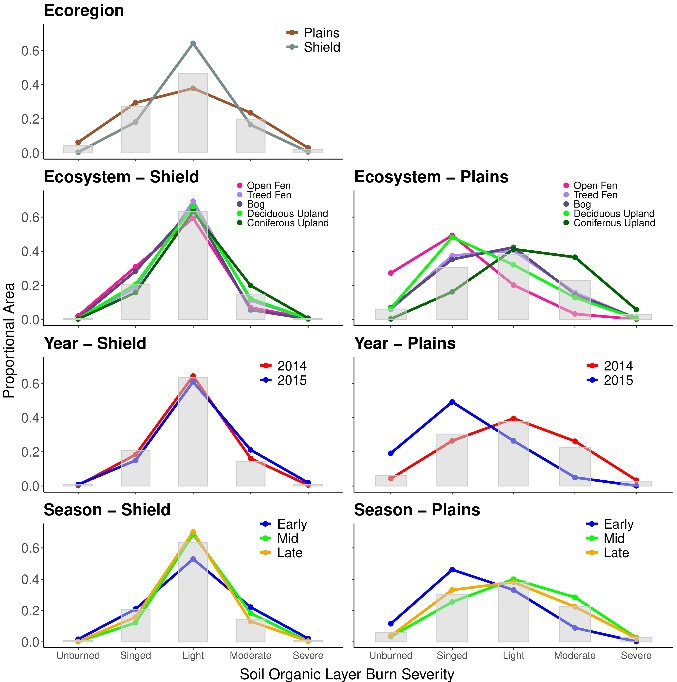 Ecoregion
Plains
Shield
0.6
0.4
0.2
0.0
Ecosystem – Shield
Open Fen
Treed Fen
Bog
Deciduous Upland
Coniferous Upland
0.6
0.4
0.2
0.0
Ecosystem – Plains
Open Fen
Treed Fen
Bog
Deciduous Upland
Coniferous Upland
Proportional Area
Year – Shield
2014
2015
0.6
0.4
0.2
0.0
Year – Plains
2014
2015
Season – Shield
Early
Mid
Late
0.6
0.4
0.2
0.0
Season – Plains
Early
Mid
Late
Unburned Singed Light Moderate Severe
Unburned Singed Light Moderate Severe
Soil Organic Layer Burn Severity